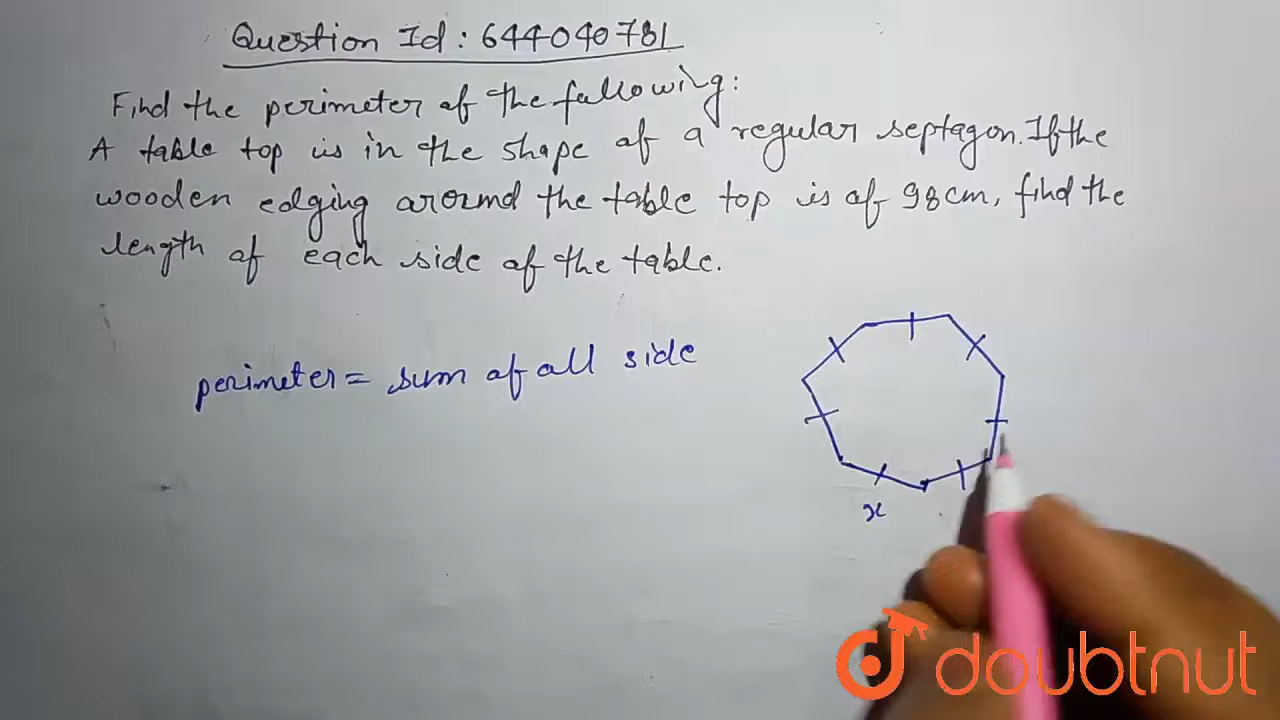 Question Id : 644040781
Find the perimeter of the following:
A table top is in the shape of a regular septagon. If the
wooden edging around the table top is of 98cm, find the
length of each side of the table.
perimeter = sum of all side
x
doubtnut